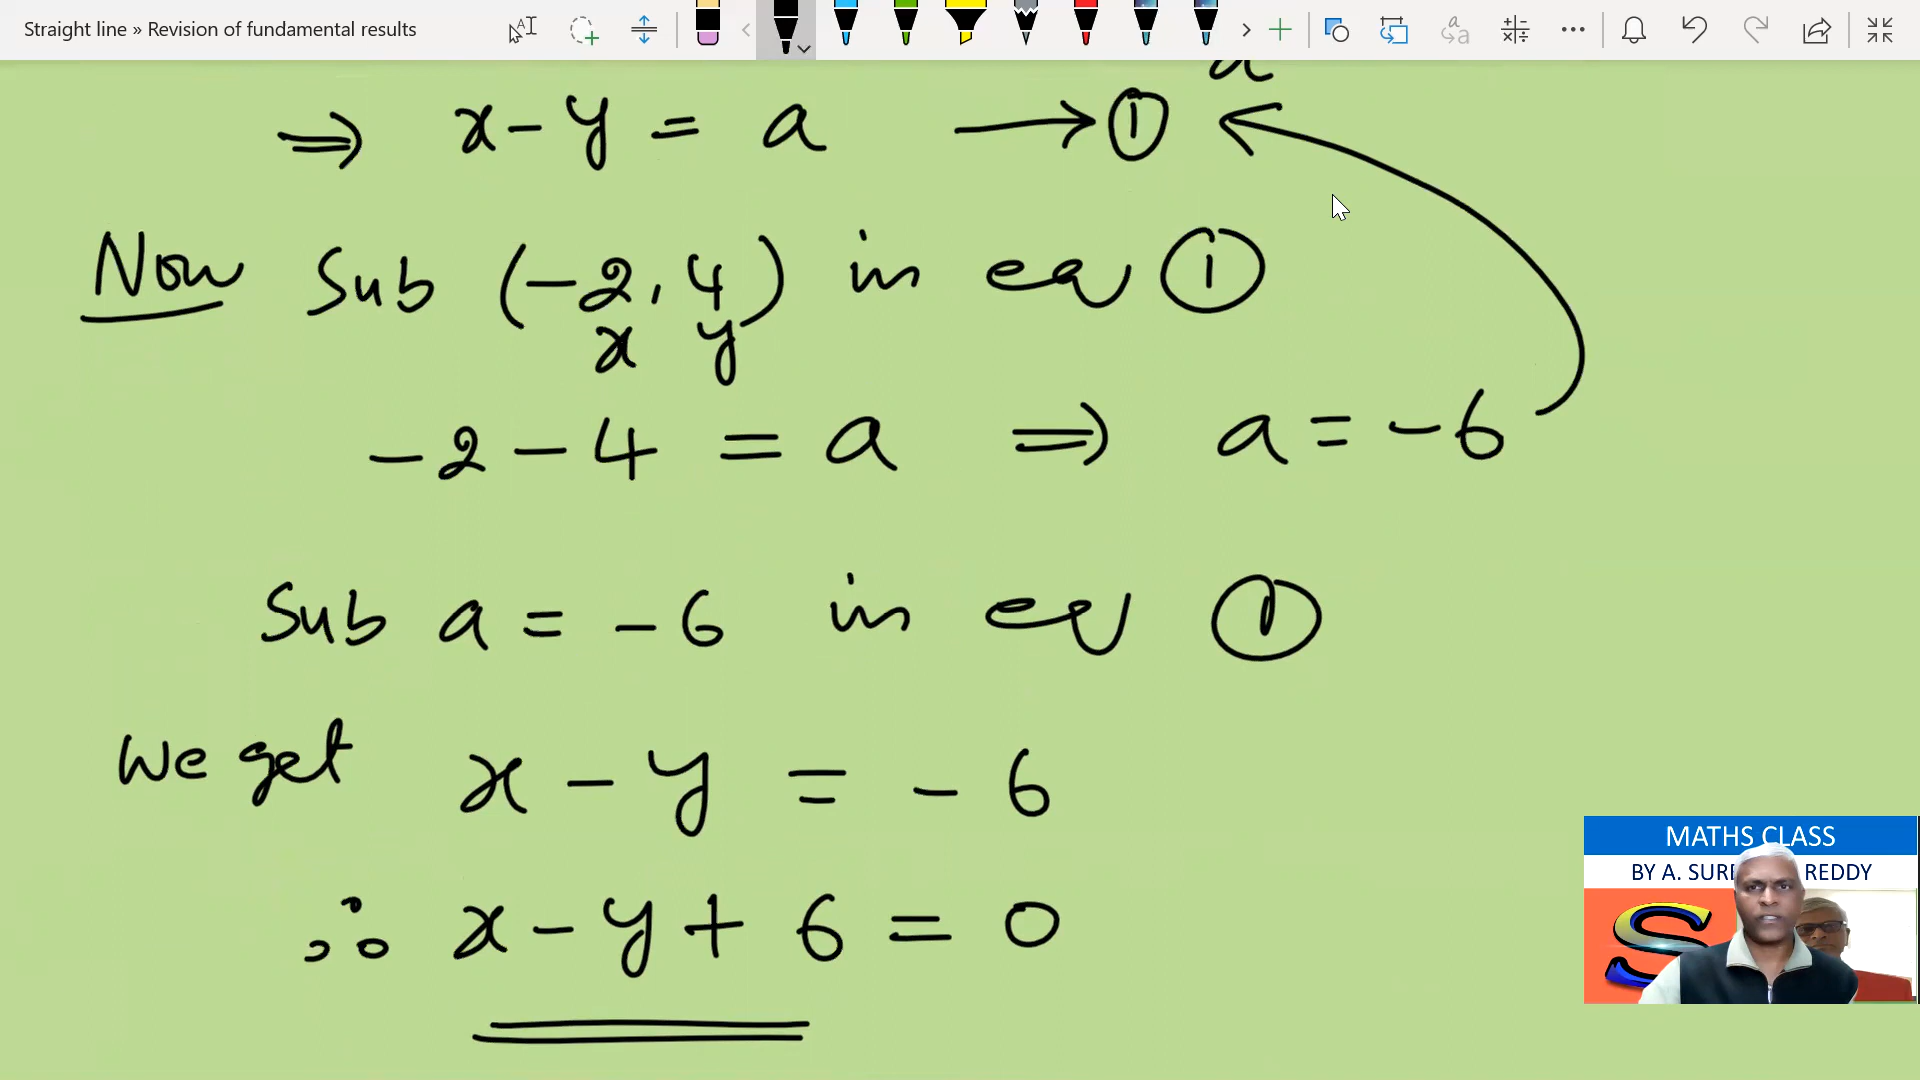 Straight line » Revision of fundamental results
a
⇒ x - y = a → ①
Now Sub (-2, 4) in eq ①
x y
-2 - 4 = a ⇒ a = -6
Sub a = -6 in eq ①
We get x - y = -6
∴ x - y + 6 = 0
MATHS CLASS
BY A. REDDY
S